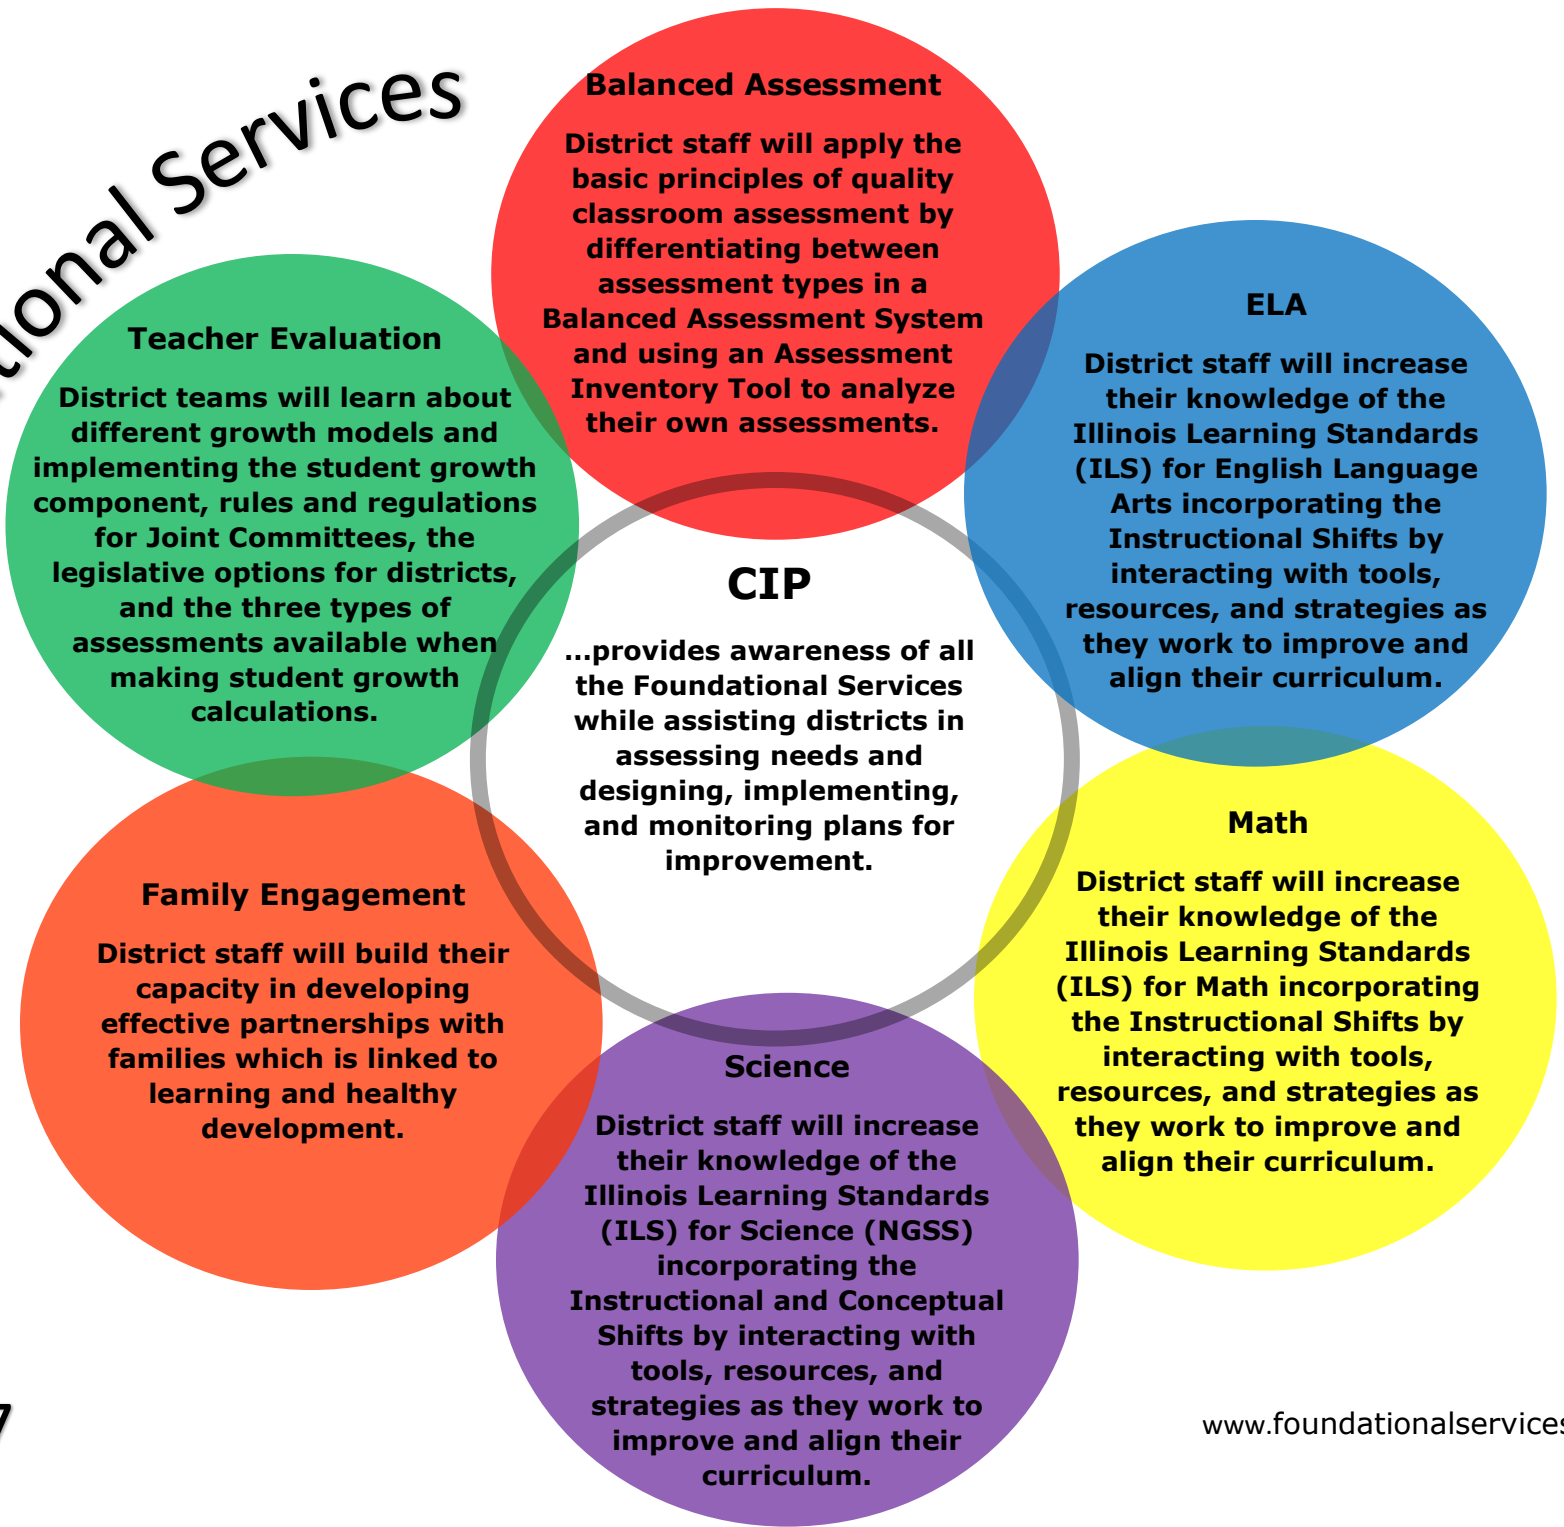 Services
Balanced Assessment
District staff will apply the
basic principles of quality
classroom assessment by
differentiating between
assessment types in a
Balanced Assessment System
and using an Assessment
Inventory Tool to analyze
their own assessments.
ELA
District staff will increase
their knowledge of the
Illinois Learning Standards
(ILS) for English Language
Arts incorporating the
Instructional Shifts by
interacting with tools,
resources, and strategies as
they work to improve and
align their curriculum.
Teacher Evaluation
District teams will learn about
different growth models and
implementing the student growth
component, rules and regulations
for Joint Committees, the
legislative options for districts,
and the three types of
assessments available when
making student growth
calculations.
CIP
...provides awareness of all
the Foundational Services
while assisting districts in
assessing needs and
designing, implementing,
and monitoring plans for
improvement.
Math
District staff will increase
their knowledge of the
Illinois Learning Standards
(ILS) for Math incorporating
the Instructional Shifts by
interacting with tools,
resources, and strategies as
they work to improve and
align their curriculum.
Family Engagement
District staff will build their
capacity in developing
effective partnerships with
families which is linked to
learning and healthy
development.
Science
District staff will increase
their knowledge of the
Illinois Learning Standards
(ILS) for Science (NGSS)
incorporating the
Instructional and Conceptual
Shifts by interacting with
tools, resources, and
strategies as they work to
improve and align their
curriculum.
www.foundationalservices